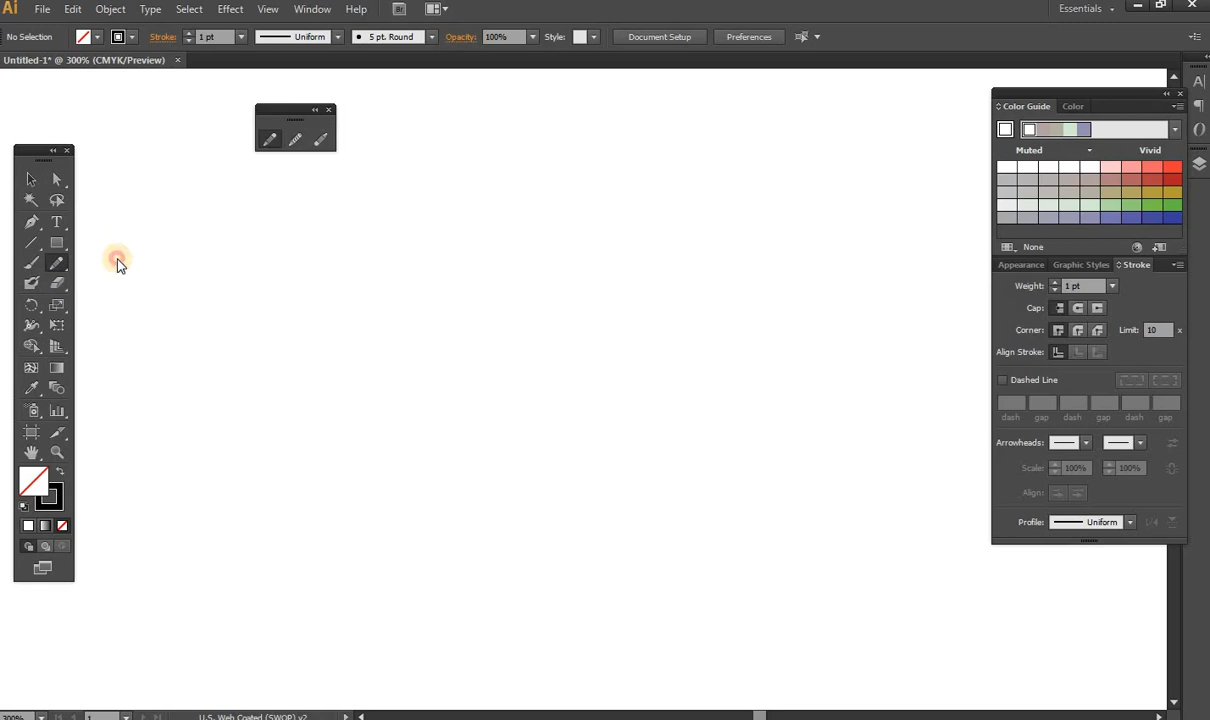 Ai File Edit Object Type Select Effect View Window Help Br Essentials
No Selection Stroke: 1 pt Uniform 5 pt. Round Opacity: 100% Style: Document Setup Preferences
Untitled-1* @ 300% (CMYK/Preview) ×
Color Guide Color
Muted Vivid
None
Appearance Graphic Styles Stroke
Weight: 1 pt
Cap:
Corner: Limit: 10 x
Align Stroke:
Dashed Line
dash gap dash gap dash gap
Arrowheads:
Scale: 100% 100%
Align:
Profile: Uniform
300% 1 U.S. Web Coated (SWOP) v2